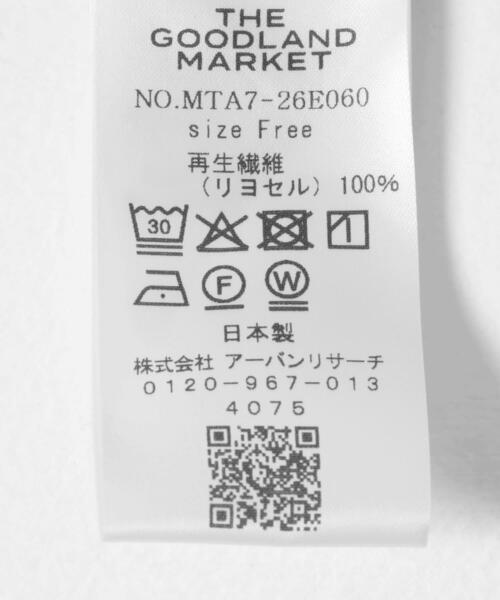 THE
GOODLAND
MARKET
NO.MTA7-26E060
size Free
再生繊維
（リヨセル） 100%
30
F W
日本製
株式会社 アーバンリサーチ
０１２０－９６７－０１３
４０７５